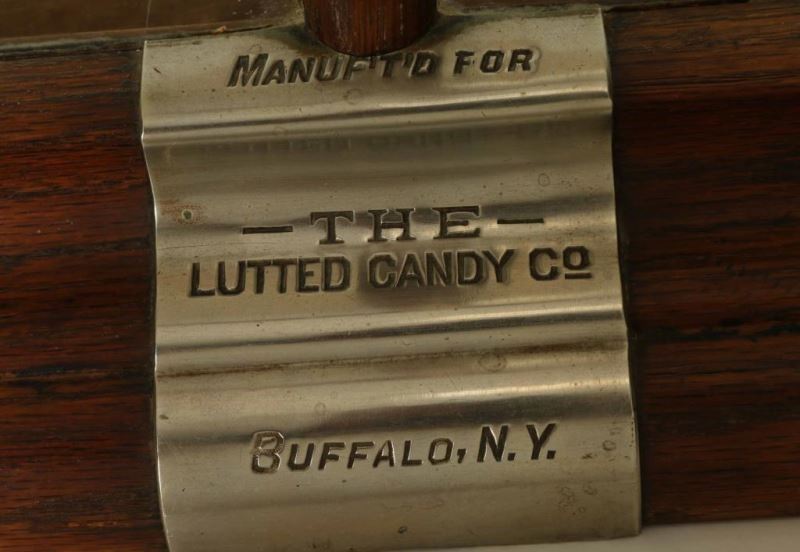 MANUF'T'D FOR
— THE —
LUTTED CANDY CO
BUFFALO, N.Y.